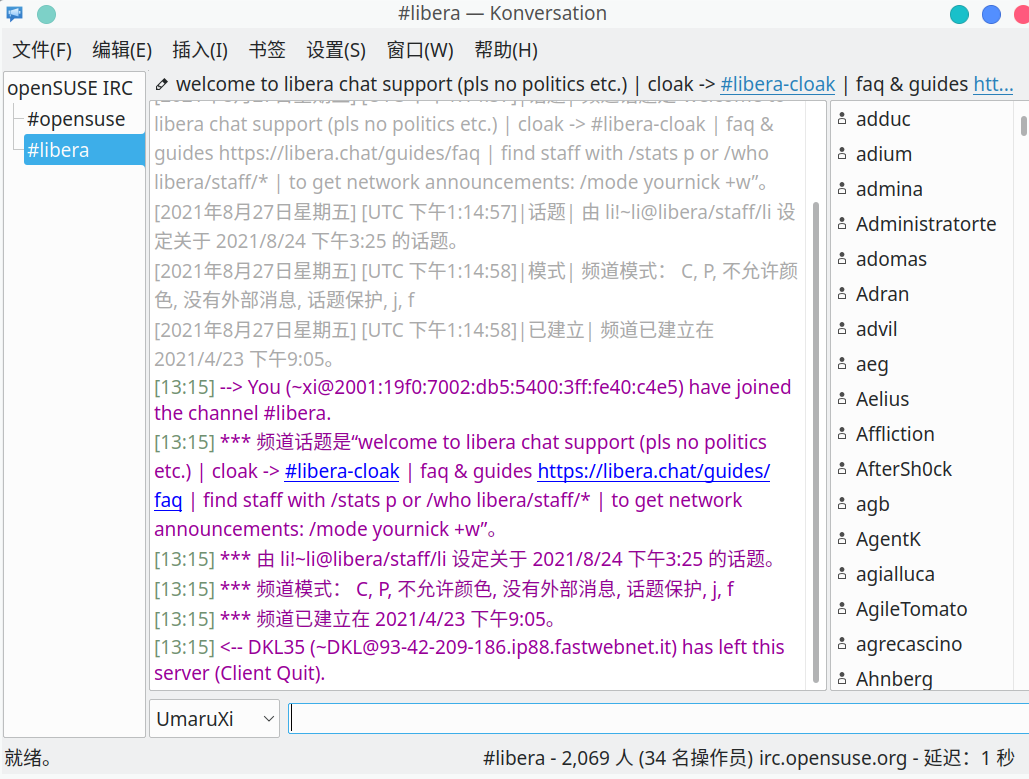 #libera — Konversation
文件(F) 编辑(E) 插入(I) 书签 设置(S) 窗口(W) 帮助(H)
openSUSE IRC
#opensuse
#libera
welcome to libera chat support (pls no politics etc.) | cloak -> #libera-cloak | faq & guides htt...
libera chat support (pls no politics etc.) | cloak -> #libera-cloak | faq &
guides https://libera.chat/guides/faq | find staff with /stats p or /who
libera/staff/* | to get network announcements: /mode yournick +w”。
[2021年8月27日星期五] [UTC 下午1:14:57]|话题| 由 li!~li@libera/staff/li 设
定关于 2021/8/24 下午3:25 的话题。
[2021年8月27日星期五] [UTC 下午1:14:58]|模式| 频道模式： C, P, 不允许颜
色, 没有外部消息, 话题保护, j, f
[2021年8月27日星期五] [UTC 下午1:14:58]|已建立| 频道已建立在
2021/4/23 下午9:05。
[13:15] --> You (~xi@2001:19f0:7002:db5:5400:3ff:fe40:c4e5) have joined
the channel #libera.
[13:15] *** 频道话题是“welcome to libera chat support (pls no politics
etc.) | cloak -> #libera-cloak | faq & guides https://libera.chat/guides/
faq | find staff with /stats p or /who libera/staff/* | to get network
announcements: /mode yournick +w”。
[13:15] *** 由 li!~li@libera/staff/li 设定关于 2021/8/24 下午3:25 的话题。
[13:15] *** 频道模式： C, P, 不允许颜色, 没有外部消息, 话题保护, j, f
[13:15] *** 频道已建立在 2021/4/23 下午9:05。
[13:15] <-- DKL35 (~DKL@93-42-209-186.ip88.fastwebnet.it) has left this
server (Client Quit).
adduc
adium
admina
Administratorte
adomas
Adran
advil
aeg
Aelius
Affliction
AfterSh0ck
agb
AgentK
agialluca
AgileTomato
agrecascino
Ahnberg
UmaruXi
就绪。
#libera - 2,069 人 (34 名操作员) irc.opensuse.org - 延迟：1 秒